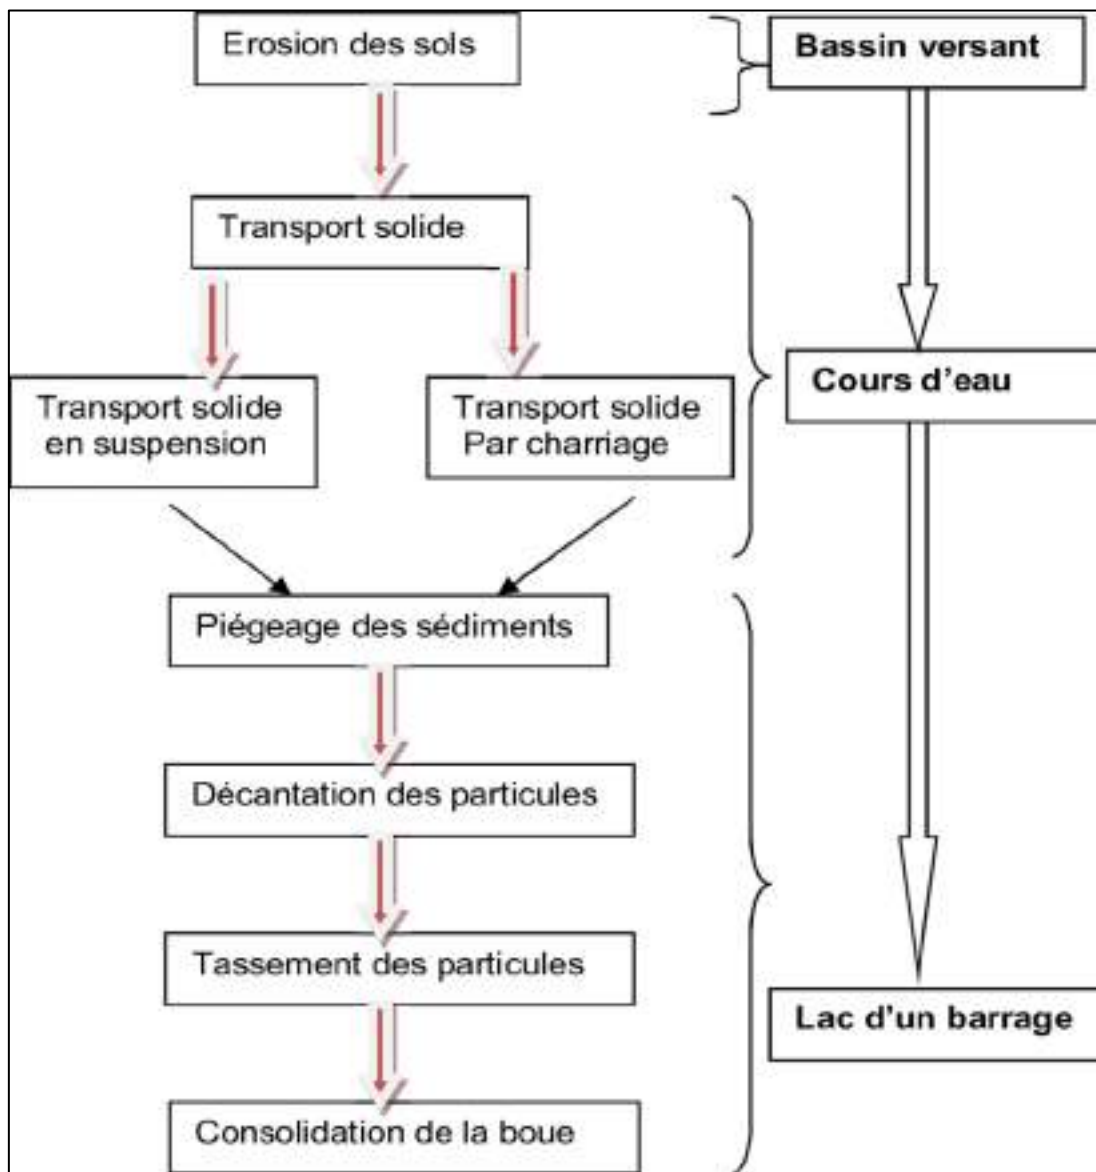 Erosion des sols
Bassin versant
Transport solide
Transport solide
en suspension
Transport solide
Par charriage
Cours d'eau
Piégeage des sédiments
Décantation des particules
Tassement des particules
Lac d'un barrage
Consolidation de la boue